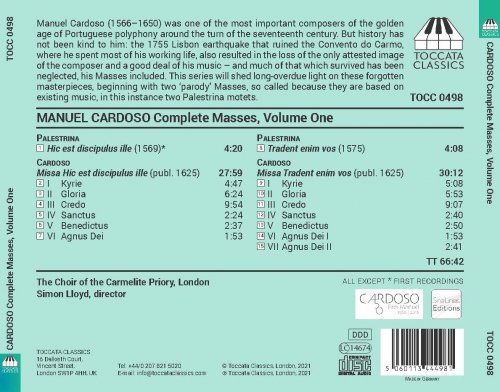 TOCC 0498
CARDOSO Complete Masses, Volume One
Manuel Cardoso (1566–1650) was one of the most important composers of the golden
age of Portuguese polyphony around the turn of the seventeenth century. But history has
not been kind to him: the 1755 Lisbon earthquake that ruined the Convento do Carmo,
where he spent most of his working life, also resulted in the loss of the only attested image
of the composer and a good deal of his music – and much of that which survived has been
neglected, his Masses included. This series will shed long-overdue light on these forgotten
masterpieces, beginning with two ‘parody’ Masses, so called because they are based on
existing music, in this instance two Palestrina motets.
TOCCATA
CLASSICS
TOCC 0498
MANUEL CARDOSO Complete Masses, Volume One
PALESTRINA
1 Hic est discipulus ille (1569)* 4:20
CARDOSO
Missa Hic est discipulus ille (publ. 1625) 27:59
2 I Kyrie 4:47
3 II Gloria 6:24
4 III Credo 9:54
5 IV Sanctus 2:24
6 V Benedictus 2:37
7 VI Agnus Dei 1:53
PALESTRINA
8 Tradent enim vos (1575) 4:08
CARDOSO
Missa Tradent enim vos (publ. 1625) 30:12
9 I Kyrie 5:08
10 II Gloria 5:53
11 III Credo 9:07
12 IV Sanctus 2:40
13 V Benedictus 2:50
14 VI Agnus Dei I 1:53
15 VII Agnus Dei II 2:41
TT 66:42
The Choir of the Carmelite Priory, London
Simon Lloyd, director
ALL EXCEPT * FIRST RECORDINGS
CARDOSO
Editions
TOCCATA CLASSICS
16 Dalkeith Court,
Vincent Street,
London SW1P 4HH, UK
Tel: +44/0 207 821 5020
E-mail: info@toccataclassics.com
℗ Toccata Classics, London, 2021
© Toccata Classics, London, 2021
DDD
LC14674
COMPACT
disc
DIGITAL AUDIO
5 060113 444981
MADE IN GERMANY
CARDOSO Complete Masses, Volume One
TOCC 0498